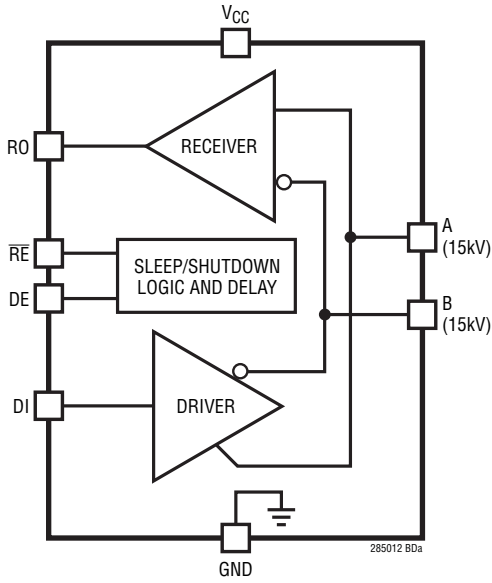 VCC
RECEIVER
RO
A
(15kV)
RE
SLEEP/SHUTDOWN
LOGIC AND DELAY
DE
B
(15kV)
DI
DRIVER
285012 BDa
GND